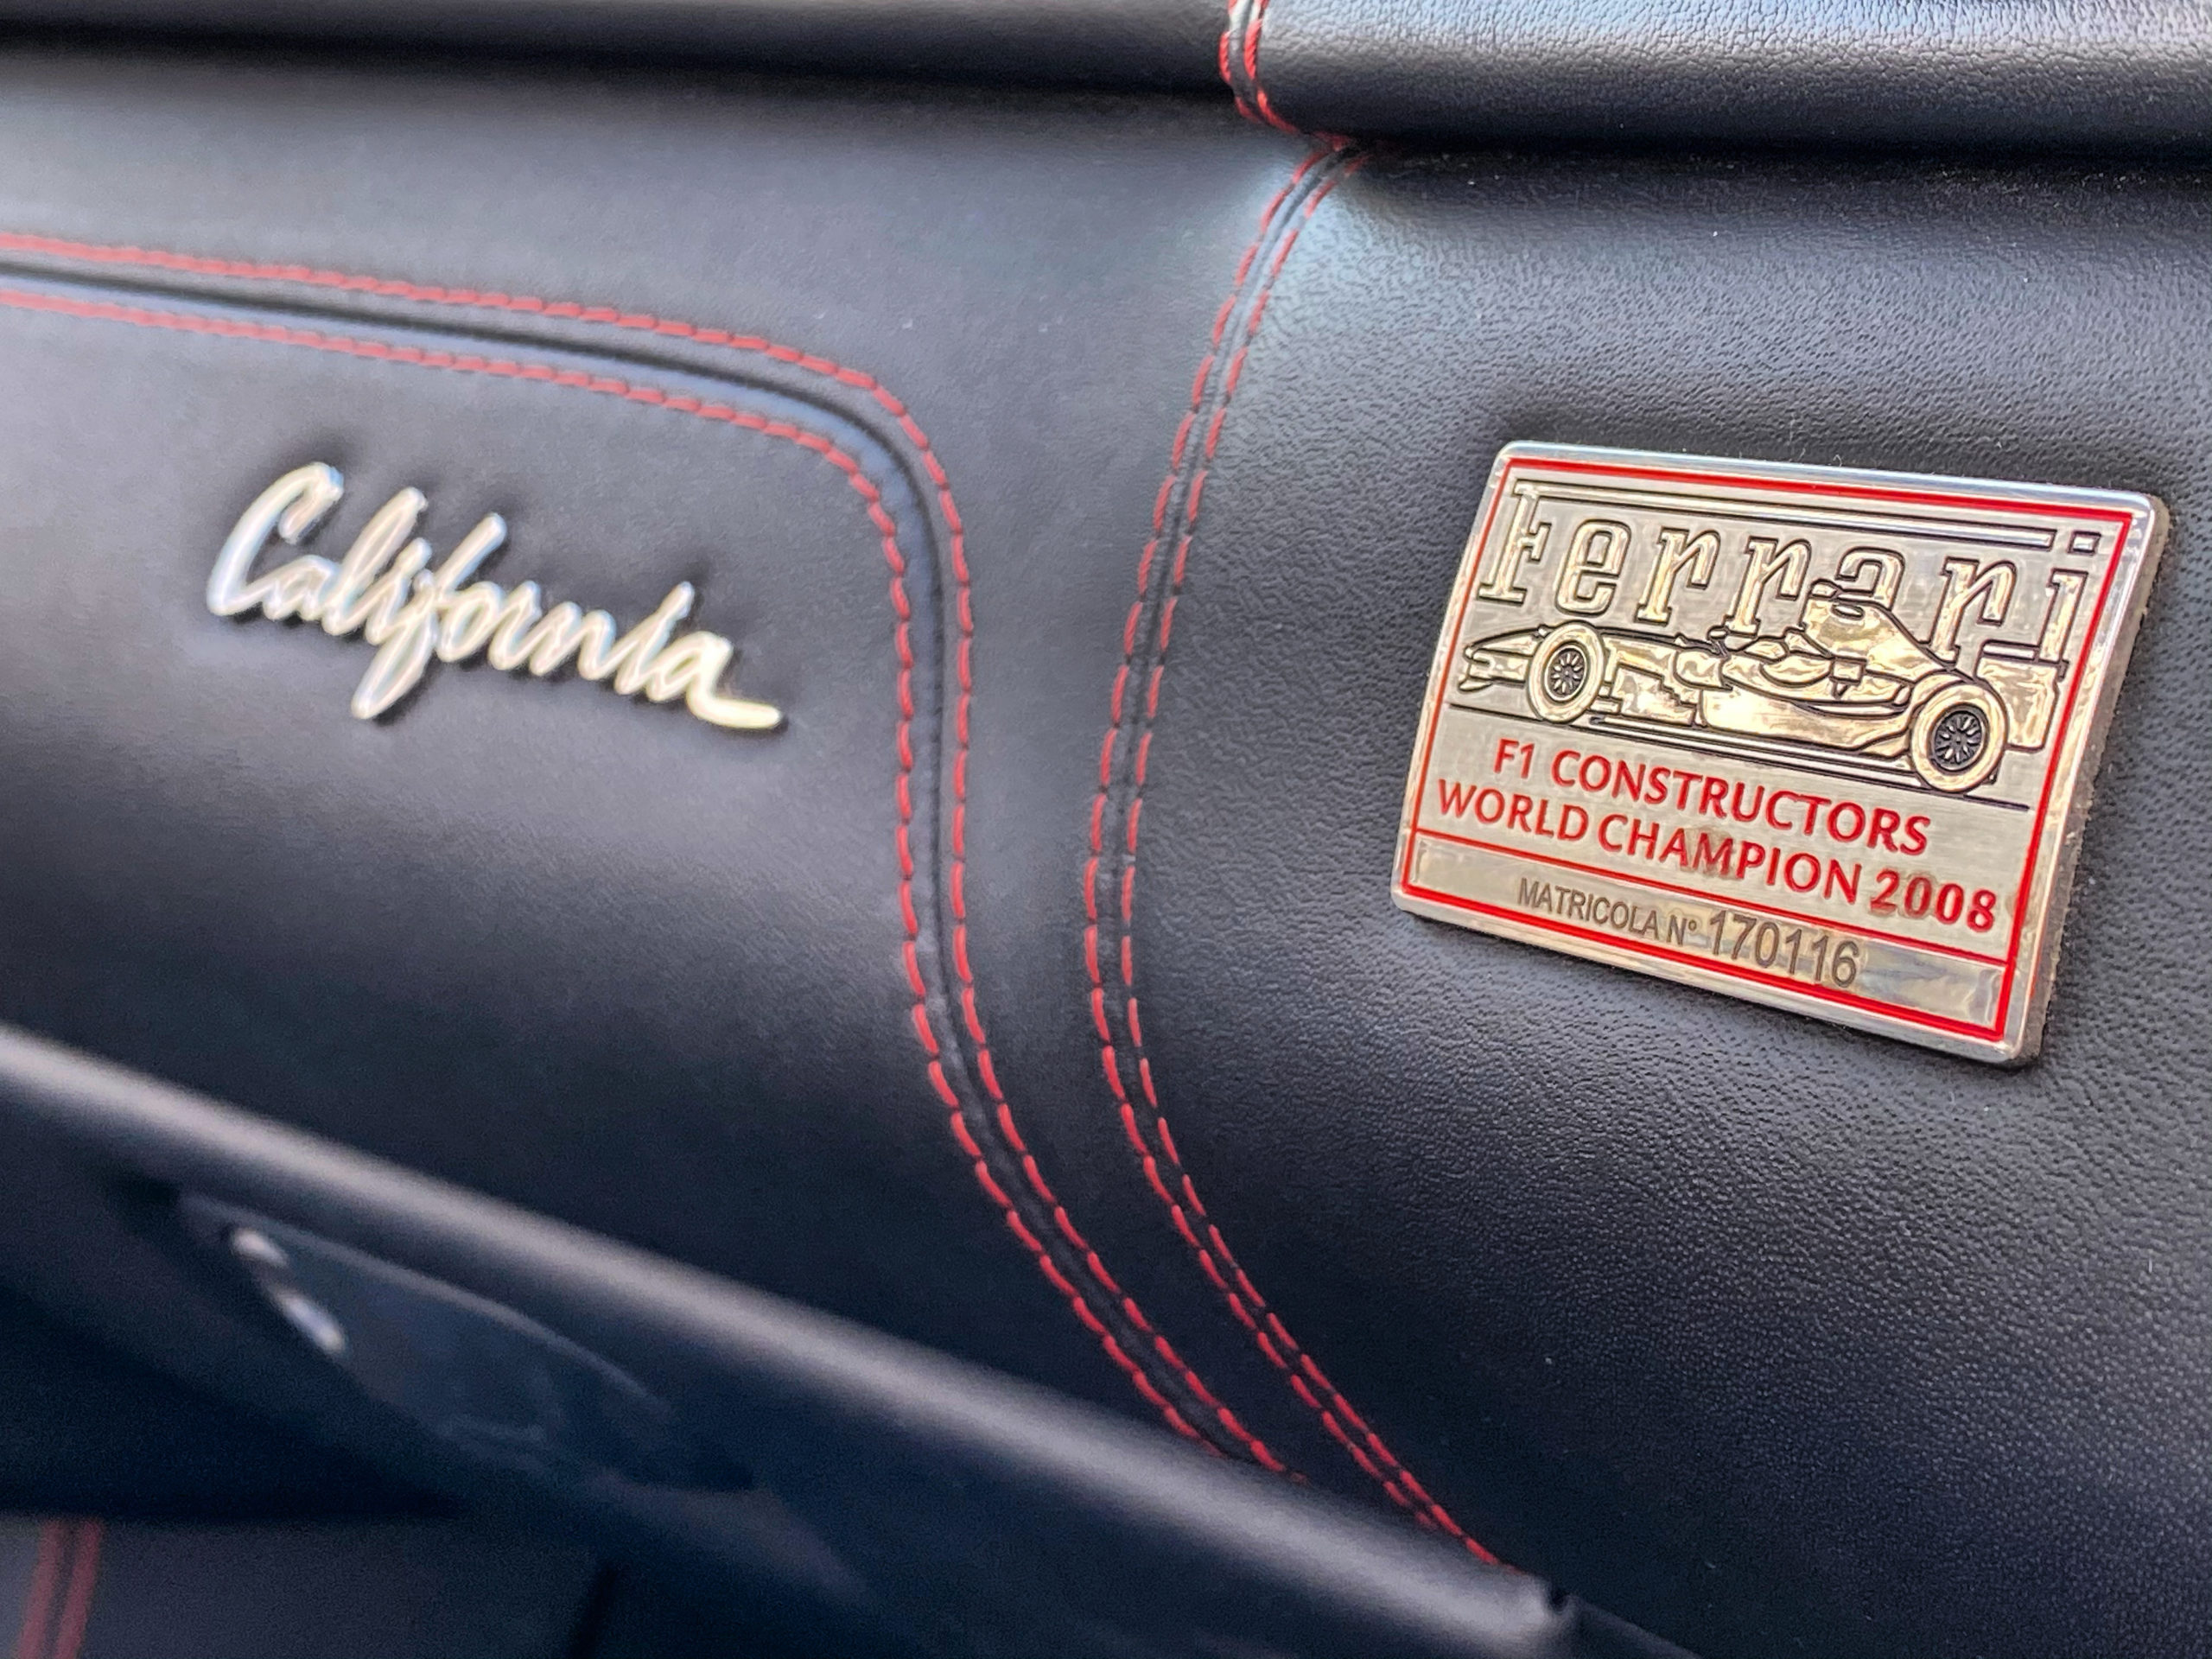 California
Ferrari
F1 CONSTRUCTORS
WORLD CHAMPION 2008
MATRICOLA N° 170116